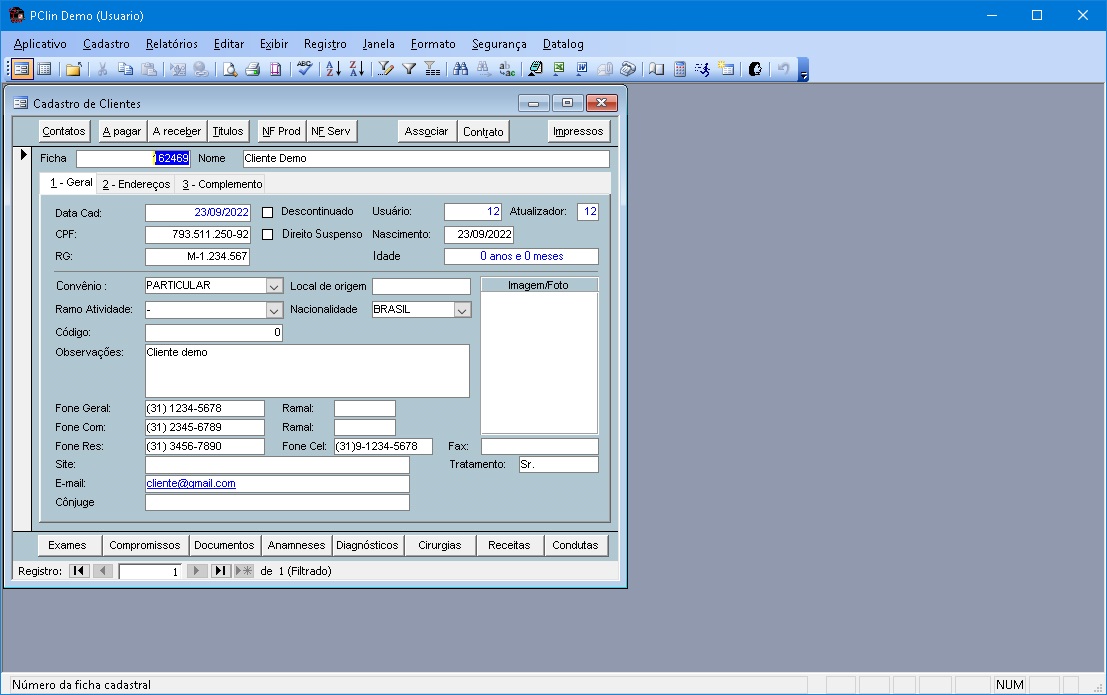 PClin Demo (Usuario)
Aplicativo Cadastro Relatórios Editar Exibir Registro Janela Formato Segurança Datalog
Cadastro de Clientes
Contatos A pagar A receber Titulos NF Prod NF Serv Associar Contrato Impressos
Ficha 162469 Nome Cliente Demo
1 - Geral 2 - Endereços 3 - Complemento
Data Cad: 23/09/2022 Descontinuado Usuário: 12 Atualizador: 12
CPF: 793.511.250-92 Direito Suspenso Nascimento: 23/09/2022
RG: M-1.234.567 Idade 0 anos e 0 meses
Convênio : PARTICULAR Local de origem Imagem/Foto
Ramo Atividade: - Nacionalidade BRASIL
Código: 0
Observações: Cliente demo
Fone Geral: (31) 1234-5678 Ramal:
Fone Com: (31) 2345-6789 Ramal:
Fone Res: (31) 3456-7890 Fone Cel: (31)9-1234-5678 Fax:
Site: Tratamento: Sr.
E-mail: cliente@gmail.com
Cônjuge
Exames Compromissos Documentos Anamneses Diagnósticos Cirurgias Receitas Condutas
Registro: 1 de 1 (Filtrado)
Número da ficha cadastral NUM